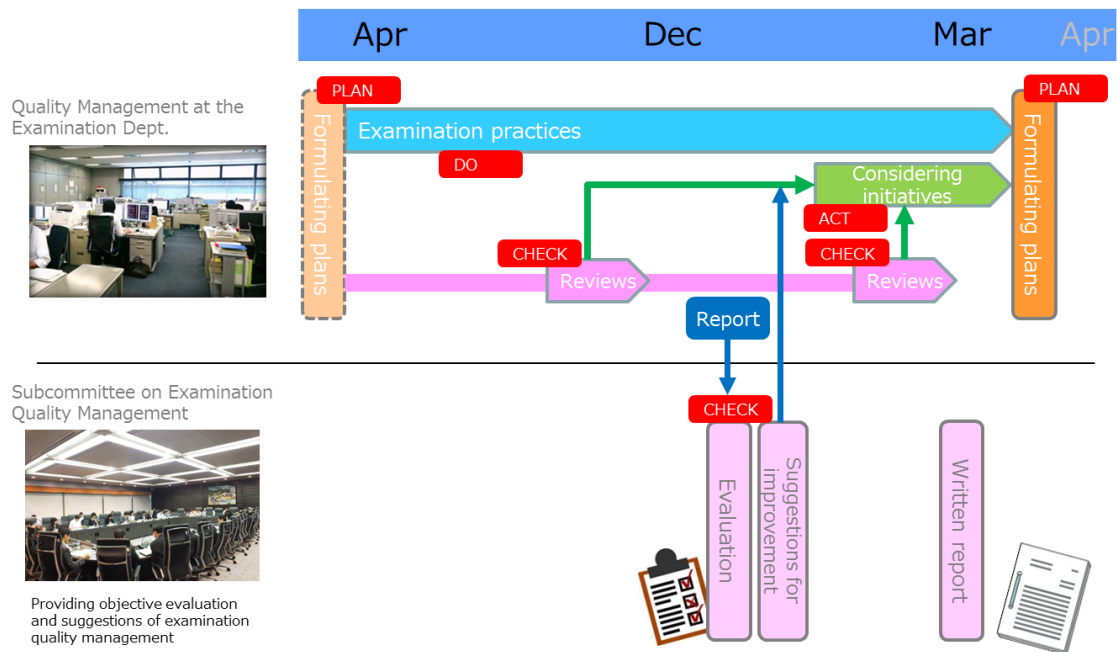 Apr
Dec
Mar
Apr
Quality Management at the
Examination Dept.
PLAN
Formulating plans
Examination practices
DO
Considering
initiatives
ACT
CHECK
Reviews
CHECK
Reviews
PLAN
Formulating plans
Report
Subcommittee on Examination
Quality Management
CHECK
Evaluation
Suggestions for
improvement
Written report
Providing objective evaluation
and suggestions of examination
quality management